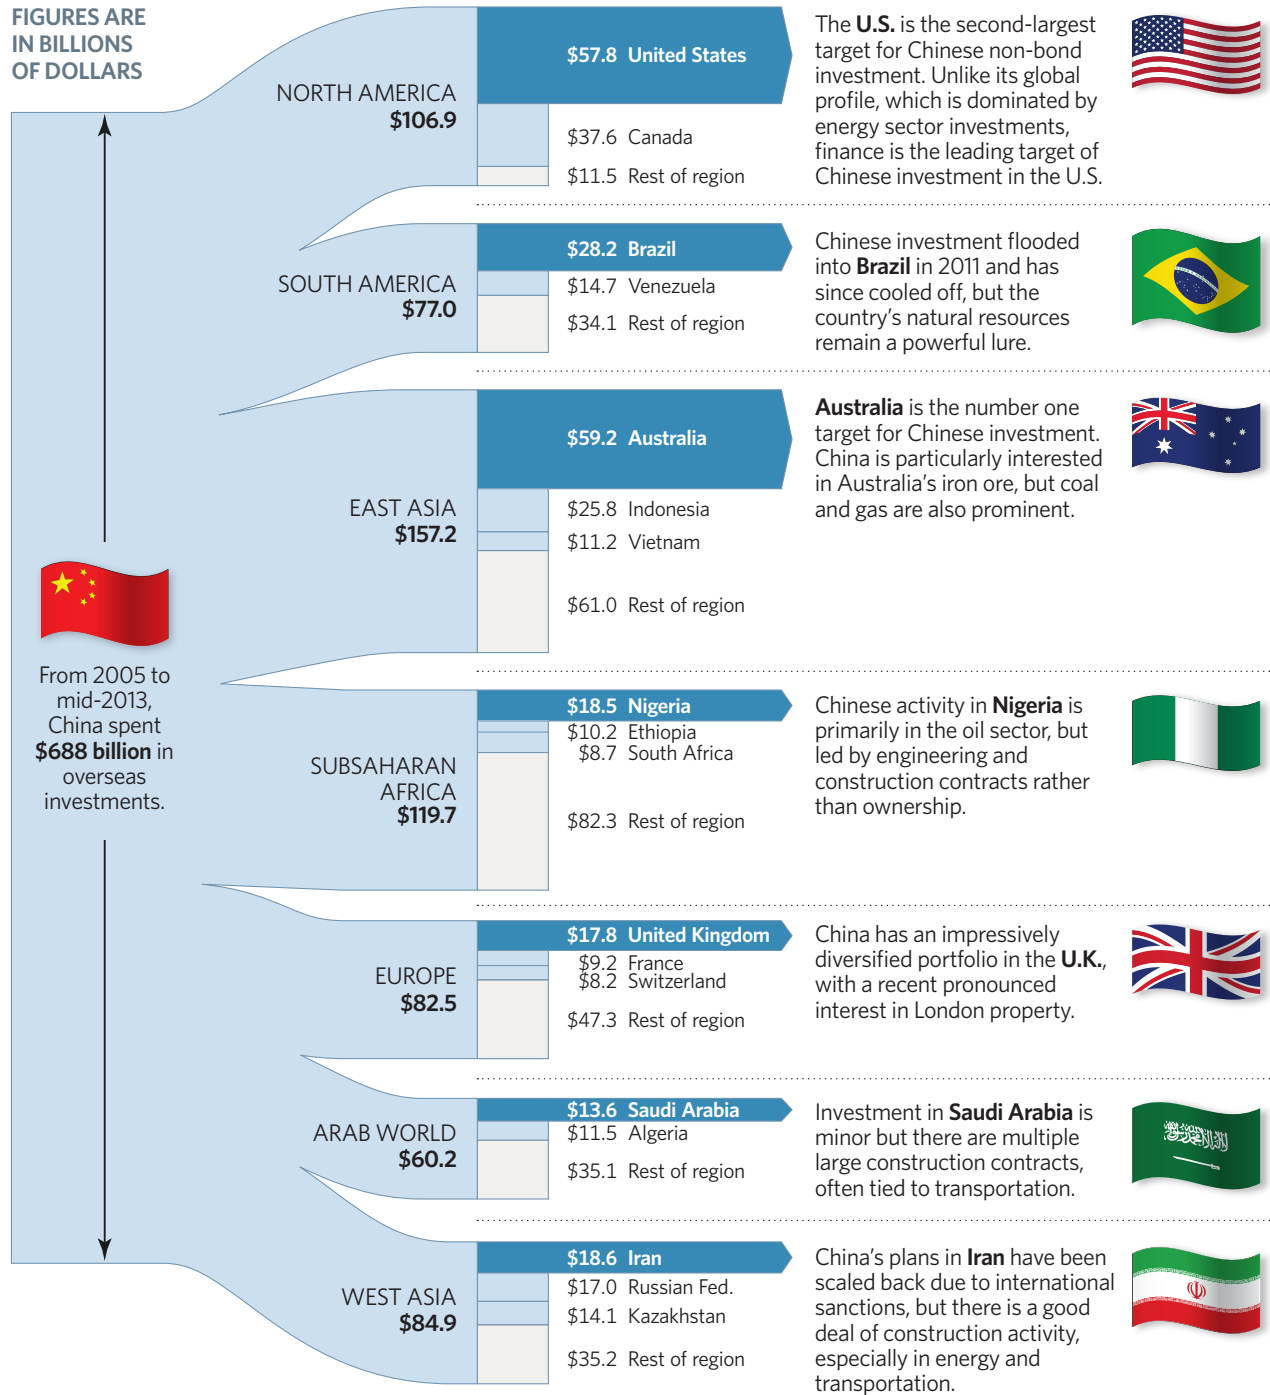 FIGURES ARE
IN BILLIONS
OF DOLLARS
From 2005 to
mid-2013,
China spent
$688 billion in
overseas
investments.
NORTH AMERICA
$106.9
$57.8 United States
$37.6 Canada
$11.5 Rest of region
The U.S. is the second-largest
target for Chinese non-bond
investment. Unlike its global
profile, which is dominated by
energy sector investments,
finance is the leading target of
Chinese investment in the U.S.
SOUTH AMERICA
$77.0
$28.2 Brazil
$14.7 Venezuela
$34.1 Rest of region
Chinese investment flooded
into Brazil in 2011 and has
since cooled off, but the
country's natural resources
remain a powerful lure.
EAST ASIA
$157.2
$59.2 Australia
$25.8 Indonesia
$11.2 Vietnam
$61.0 Rest of region
Australia is the number one
target for Chinese investment.
China is particularly interested
in Australia's iron ore, but coal
and gas are also prominent.
SUBSAHARAN
AFRICA
$119.7
$18.5 Nigeria
$10.2 Ethiopia
$8.7 South Africa
$82.3 Rest of region
Chinese activity in Nigeria is
primarily in the oil sector, but
led by engineering and
construction contracts rather
than ownership.
EUROPE
$82.5
$17.8 United Kingdom
$9.2 France
$8.2 Switzerland
$47.3 Rest of region
China has an impressively
diversified portfolio in the U.K.,
with a recent pronounced
interest in London property.
ARAB WORLD
$60.2
$13.6 Saudi Arabia
$11.5 Algeria
$35.1 Rest of region
Investment in Saudi Arabia is
minor but there are multiple
large construction contracts,
often tied to transportation.
WEST ASIA
$84.9
$18.6 Iran
$17.0 Russian Fed.
$14.1 Kazakhstan
$35.2 Rest of region
China's plans in Iran have been
scaled back due to international
sanctions, but there is a good
deal of construction activity,
especially in energy and
transportation.